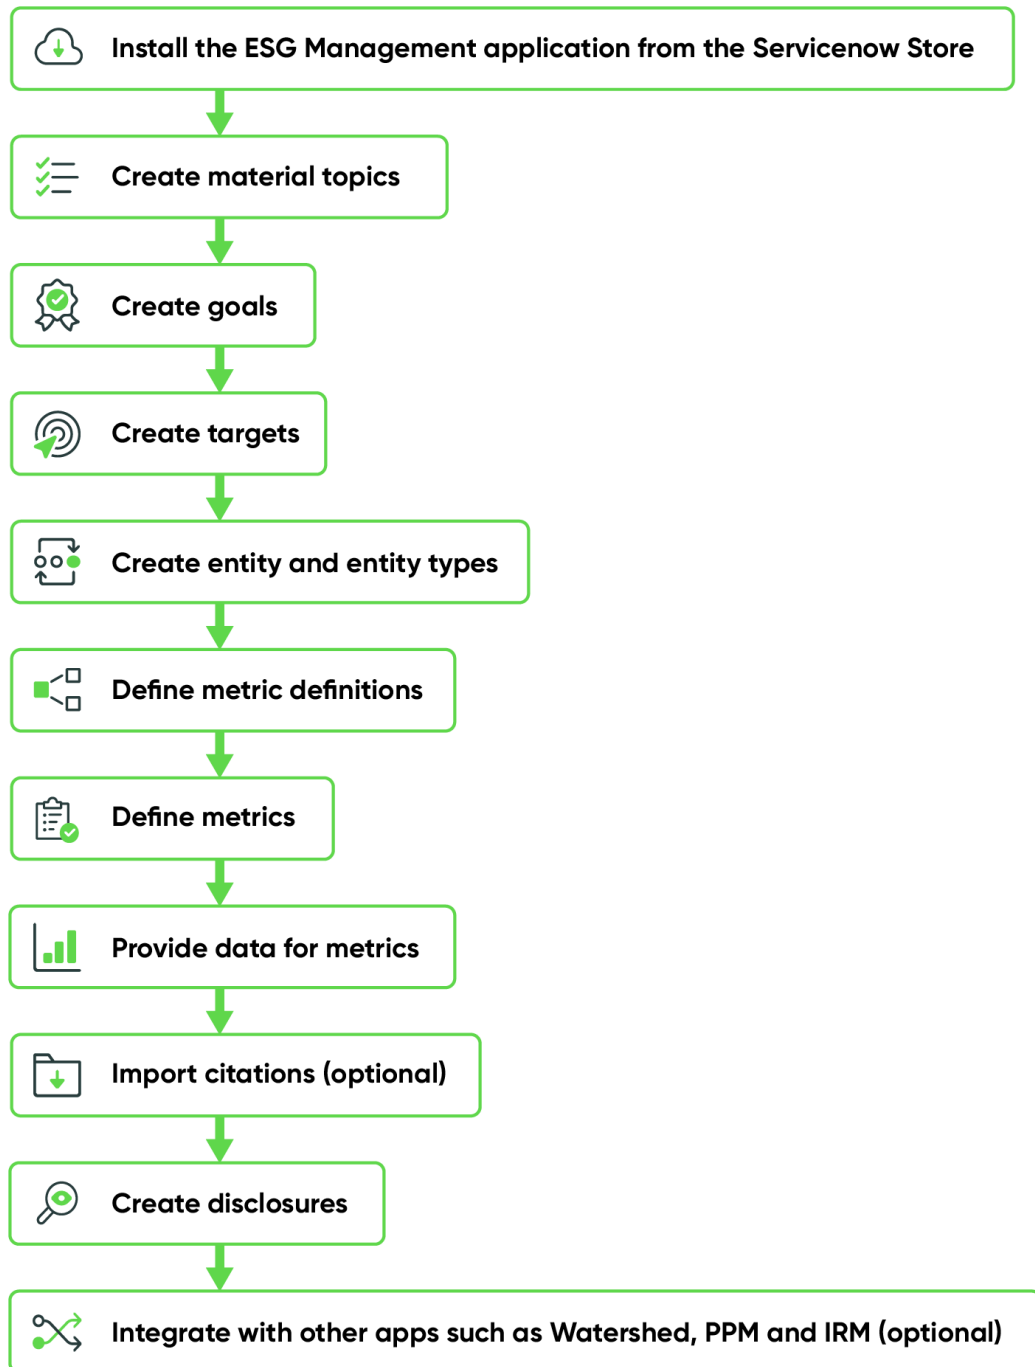 Install the ESG Management application from the Servicenow Store
Create material topics
Create goals
Create targets
Create entity and entity types
Define metric definitions
Define metrics
Provide data for metrics
Import citations (optional)
Create disclosures
Integrate with other apps such as Watershed, PPM and IRM (optional)